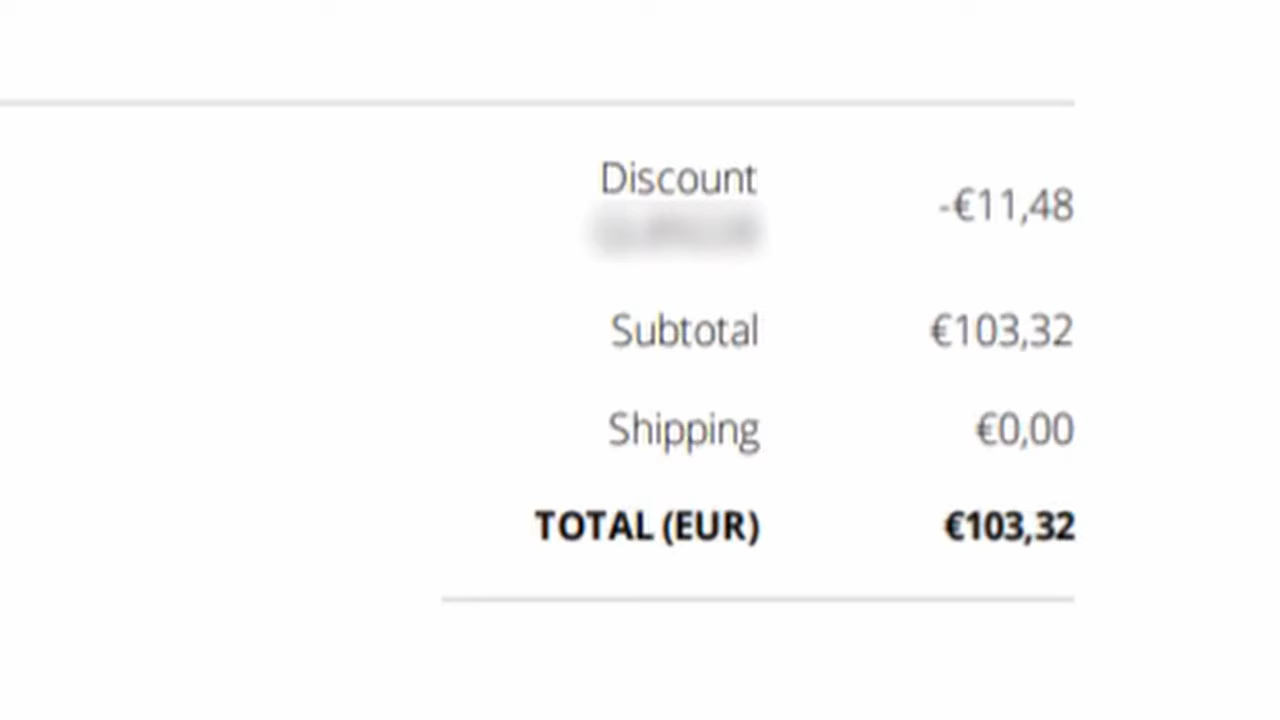 Discount -€11,48
Subtotal €103,32
Shipping €0,00
TOTAL (EUR) €103,32